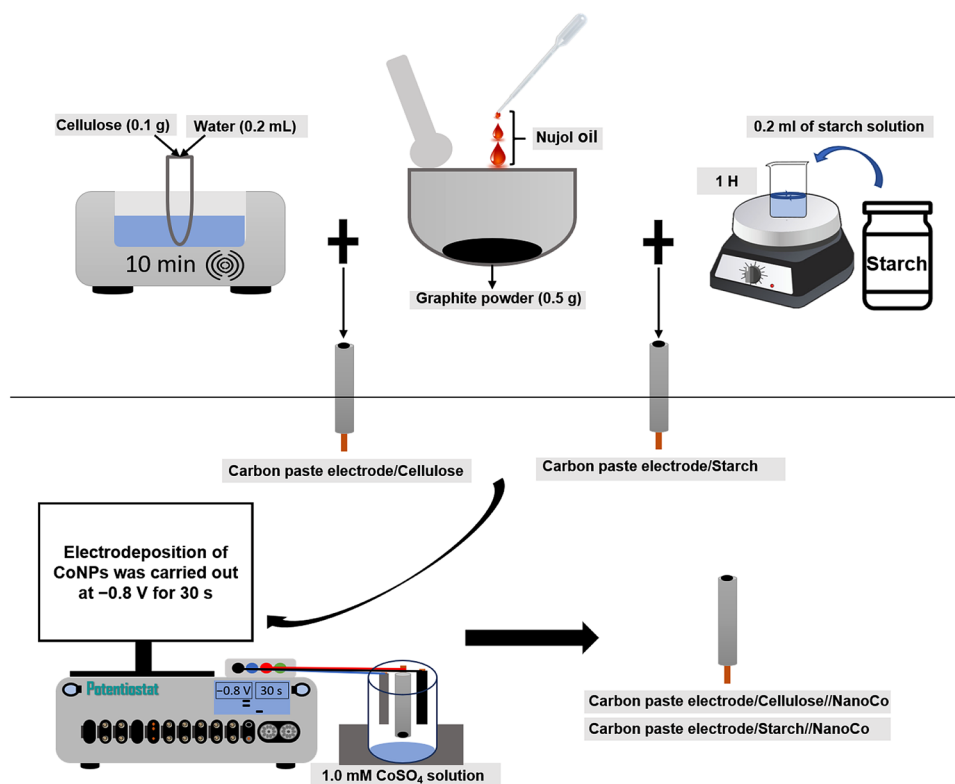 Cellulose (0.1 g)
Water (0.2 mL)
Nujol oil
0.2 ml of starch solution
1 H
10 min
Starch
Graphite powder (0.5 g)
Carbon paste electrode/Cellulose
Carbon paste electrode/Starch
Electrodeposition of
CoNPs was carried out
at −0.8 V for 30 s
Potentiostat
−0.8 V
30 s
1.0 mM CoSO₄ solution
Carbon paste electrode/Cellulose//NanoCo
Carbon paste electrode/Starch//NanoCo